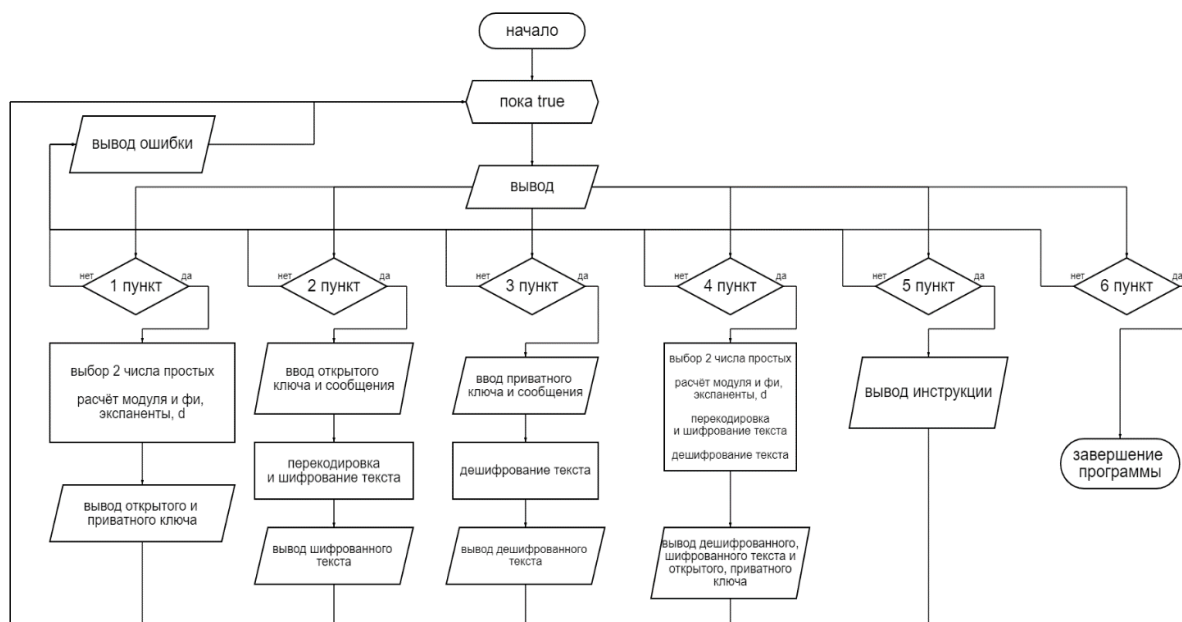 начало
пока true
вывод ошибки
вывод
нет
1 пункт
да
нет
2 пункт
да
нет
3 пункт
да
нет
4 пункт
да
нет
5 пункт
да
нет
6 пункт
да
выбор 2 числа простых
расчёт модуля и фи,
экспаненты, d
вывод открытого и
приватного ключа
ввод открытого
ключа и сообщения
перекодировка
и шифрование текста
вывод шифрованного
текста
ввод приватного
ключа и сообщения
дешифрование текста
вывод дешифрованного
текста
выбор 2 числа простых
расчёт модуля и фи,
экспаненты, d
перекодировка
и шифрование текста
дешифрование текста
вывод дешифрованного,
шифрованного текста и
открытого, приватного
ключа
вывод инструкции
завершение
программы